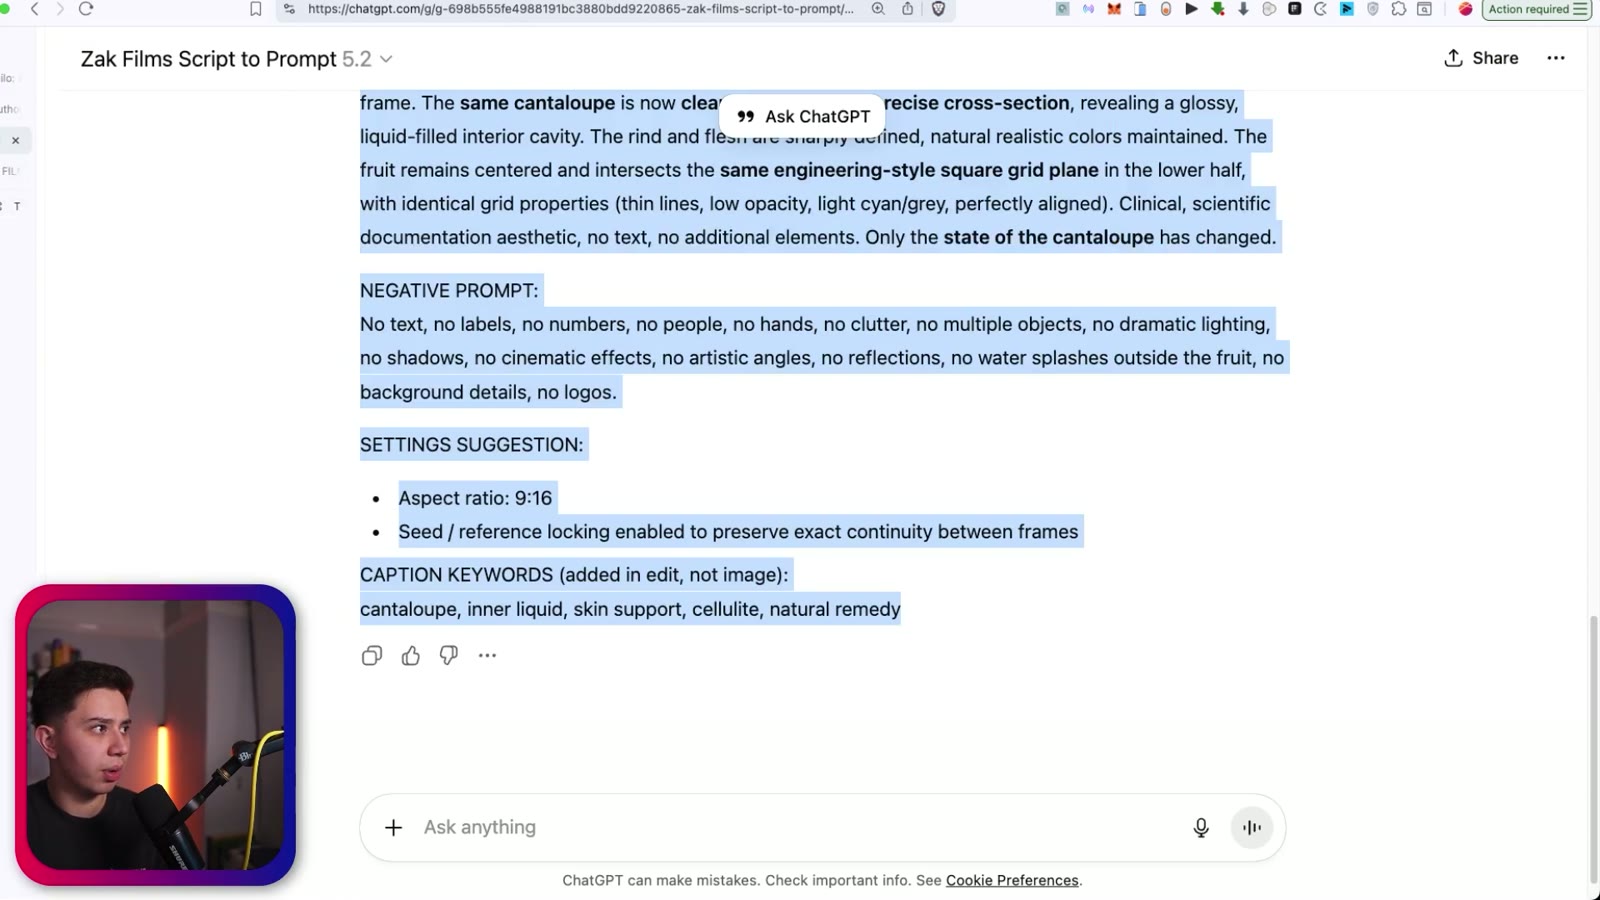 https://chatgpt.com/g/g-698b555fe4988191bc3880bdd9220865-zak-films-script-to-prompt/...
Action required
Zak Films Script to Prompt 5.2
Share
frame. The same cantaloupe is now recise cross-section, revealing a glossy,
Ask ChatGPT
liquid-filled interior cavity. The rind and flesh are sharply defined, natural realistic colors maintained. The
fruit remains centered and intersects the same engineering-style square grid plane in the lower half,
with identical grid properties (thin lines, low opacity, light cyan/grey, perfectly aligned). Clinical, scientific
documentation aesthetic, no text, no additional elements. Only the state of the cantaloupe has changed.
NEGATIVE PROMPT:
No text, no labels, no numbers, no people, no hands, no clutter, no multiple objects, no dramatic lighting,
no shadows, no cinematic effects, no artistic angles, no reflections, no water splashes outside the fruit, no
background details, no logos.
SETTINGS SUGGESTION:
• Aspect ratio: 9:16
• Seed / reference locking enabled to preserve exact continuity between frames
CAPTION KEYWORDS (added in edit, not image):
cantaloupe, inner liquid, skin support, cellulite, natural remedy
SHURE
Ask anything
ChatGPT can make mistakes. Check important info. See Cookie Preferences.